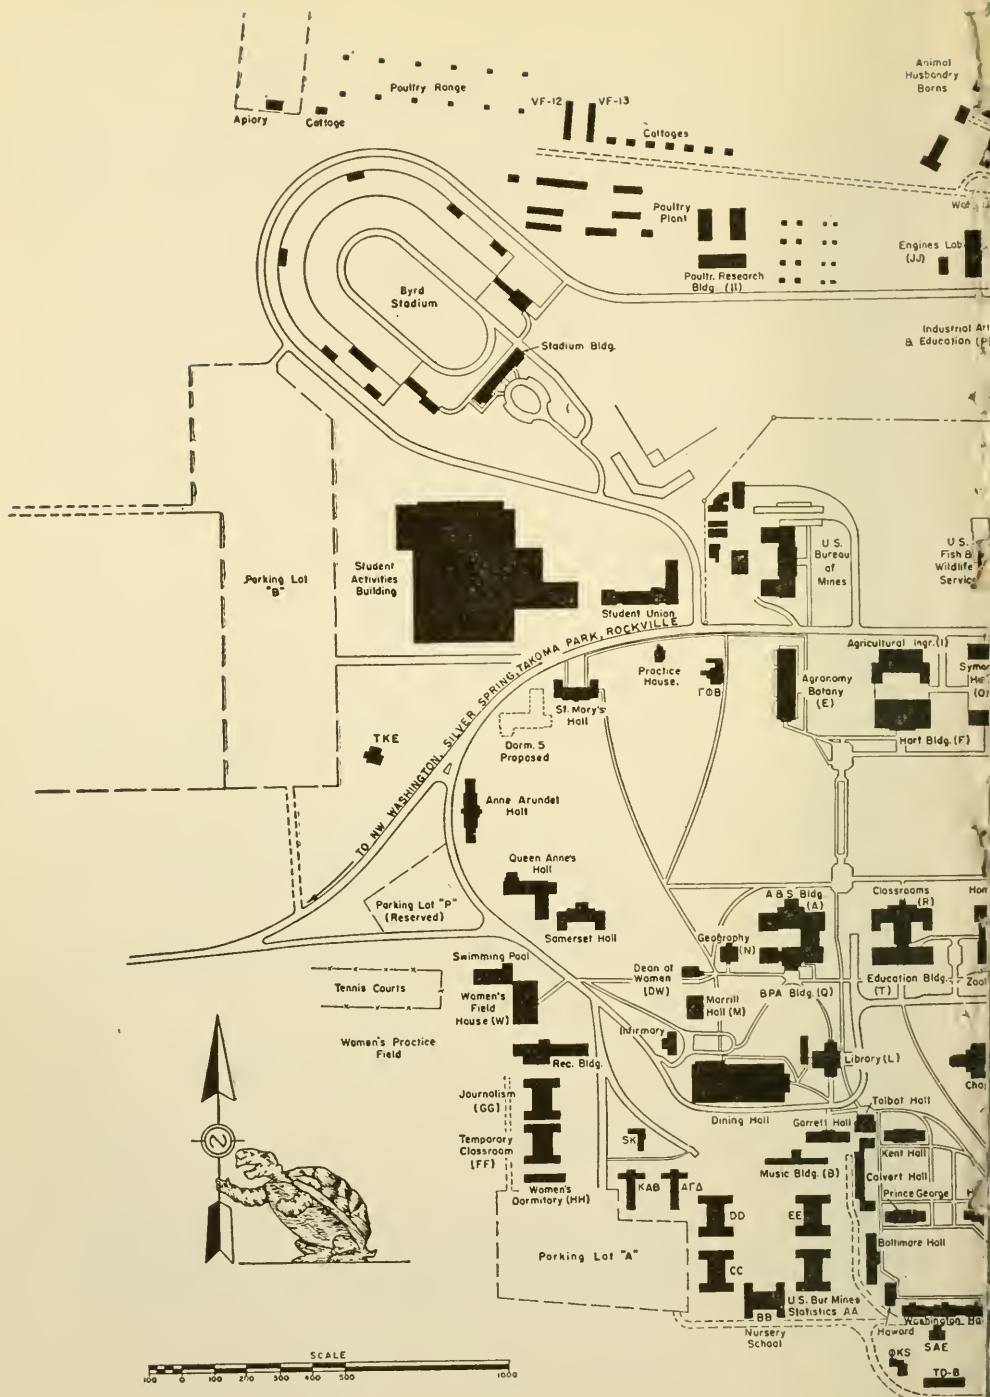 Animal
Husbandry
Barns
Poultry Range
VF-12
VF-13
Apiary
Cottage
Cottages
Poultry
Plant
Engines Lab
(JJ)
Poultr. Research
Bldg. (II)
Byrd
Stadium
Industrial
& Education
Stadium Bldg.
U.S.
Bureau
of
Mines
U.S.
Fish &
Wildlife
Service
Parking Lot
"B"
Student
Activities
Building
Student Union
TO NW WASHINGTON, SILVER SPRING, TAKOMA PARK, ROCKVILLE
Agricultural Ingr. (I)
Practice
House.
ΓΦΒ
Agronomy
Botany
(E)
St. Mary's
Hall
Hort Bldg. (F)
TKE
Dorm. 5
Proposed
Anne Arundel
Hall
Queen Anne's
Hall
A & S Bldg.
(A)
Classrooms
(R)
Parking Lot "P"
(Reserved)
Somerset Hall
Geography
(N)
Swimming Pool
Dean of
Women
(DW)
BPA Bldg. (Q)
Education Bldg.
(T)
Tennis Courts
Women's
Field
House (W)
Morrill
Hall (M)
Infirmary
Women's Practice
Field
Rec. Bldg.
Library (L)
Journalism
(GG)
Dining Hall
Talbot Hall
Garrett Hall
Temporary
Classroom
(FF)
SK
Kent Hall
Music Bldg. (B)
Calvert Hall
Women's
Dormitory (HH)
KAB
ΑΓΔ
Prince George
DD
EE
Baltimore Hall
Parking Lot "A"
CC
U.S. Bur Mines
Statistics AA
BB
Nursery
School
Howard
Washington
SAE
ΦKS
TD-B
SCALE
100 0 100 200 300 400 500 1000